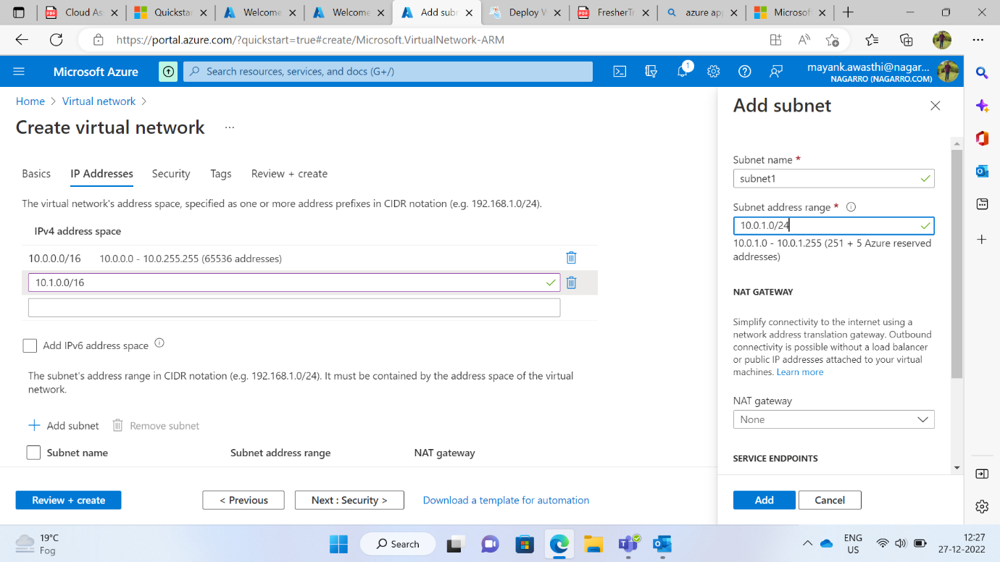 Cloud As
Quickstar
Welcome
Welcome
Add subr
Deploy V
FresherTr
azure app
Microsof
https://portal.azure.com/?quickstart=true#create/Microsoft.VirtualNetwork-ARM
Microsoft Azure
Search resources, services, and docs (G+/)
1
mayank.awasthi@nagar...
NAGARRO (NAGARRO.COM)
Home > Virtual network >
Create virtual network ...
Basics
IP Addresses
Security
Tags
Review + create
The virtual network's address space, specified as one or more address prefixes in CIDR notation (e.g. 192.168.1.0/24).
IPv4 address space
10.0.0.0/16 10.0.0.0 - 10.0.255.255 (65536 addresses)
10.1.0.0/16
Add IPv6 address space
The subnet's address range in CIDR notation (e.g. 192.168.1.0/24). It must be contained by the address space of the virtual
network.
Add subnet
Remove subnet
Subnet name
Subnet address range
NAT gateway
Review + create
< Previous
Next : Security >
Download a template for automation
Add subnet
Subnet name *
subnet1
Subnet address range *
10.0.1.0/24
10.0.1.0 - 10.0.1.255 (251 + 5 Azure reserved
addresses)
NAT GATEWAY
Simplify connectivity to the internet using a
network address translation gateway. Outbound
connectivity is possible without a load balancer
or public IP addresses attached to your virtual
machines. Learn more
NAT gateway
None
SERVICE ENDPOINTS
Add
Cancel
19°C
Fog
Search
ENG
US
12:27
27-12-2022